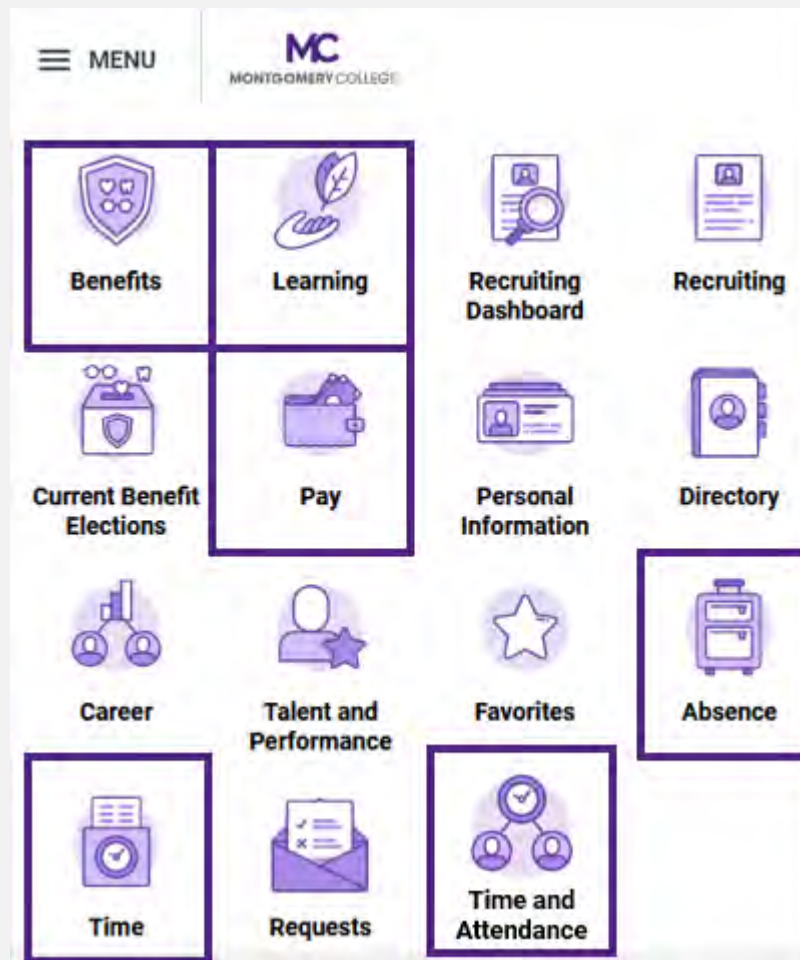 MENU
MC
MONTGOMERY COLLEGE
Benefits
Learning
Recruiting
Dashboard
Recruiting
Current Benefit
Elections
Pay
Personal
Information
Directory
Career
Talent and
Performance
Favorites
Absence
Time
Requests
Time and
Attendance